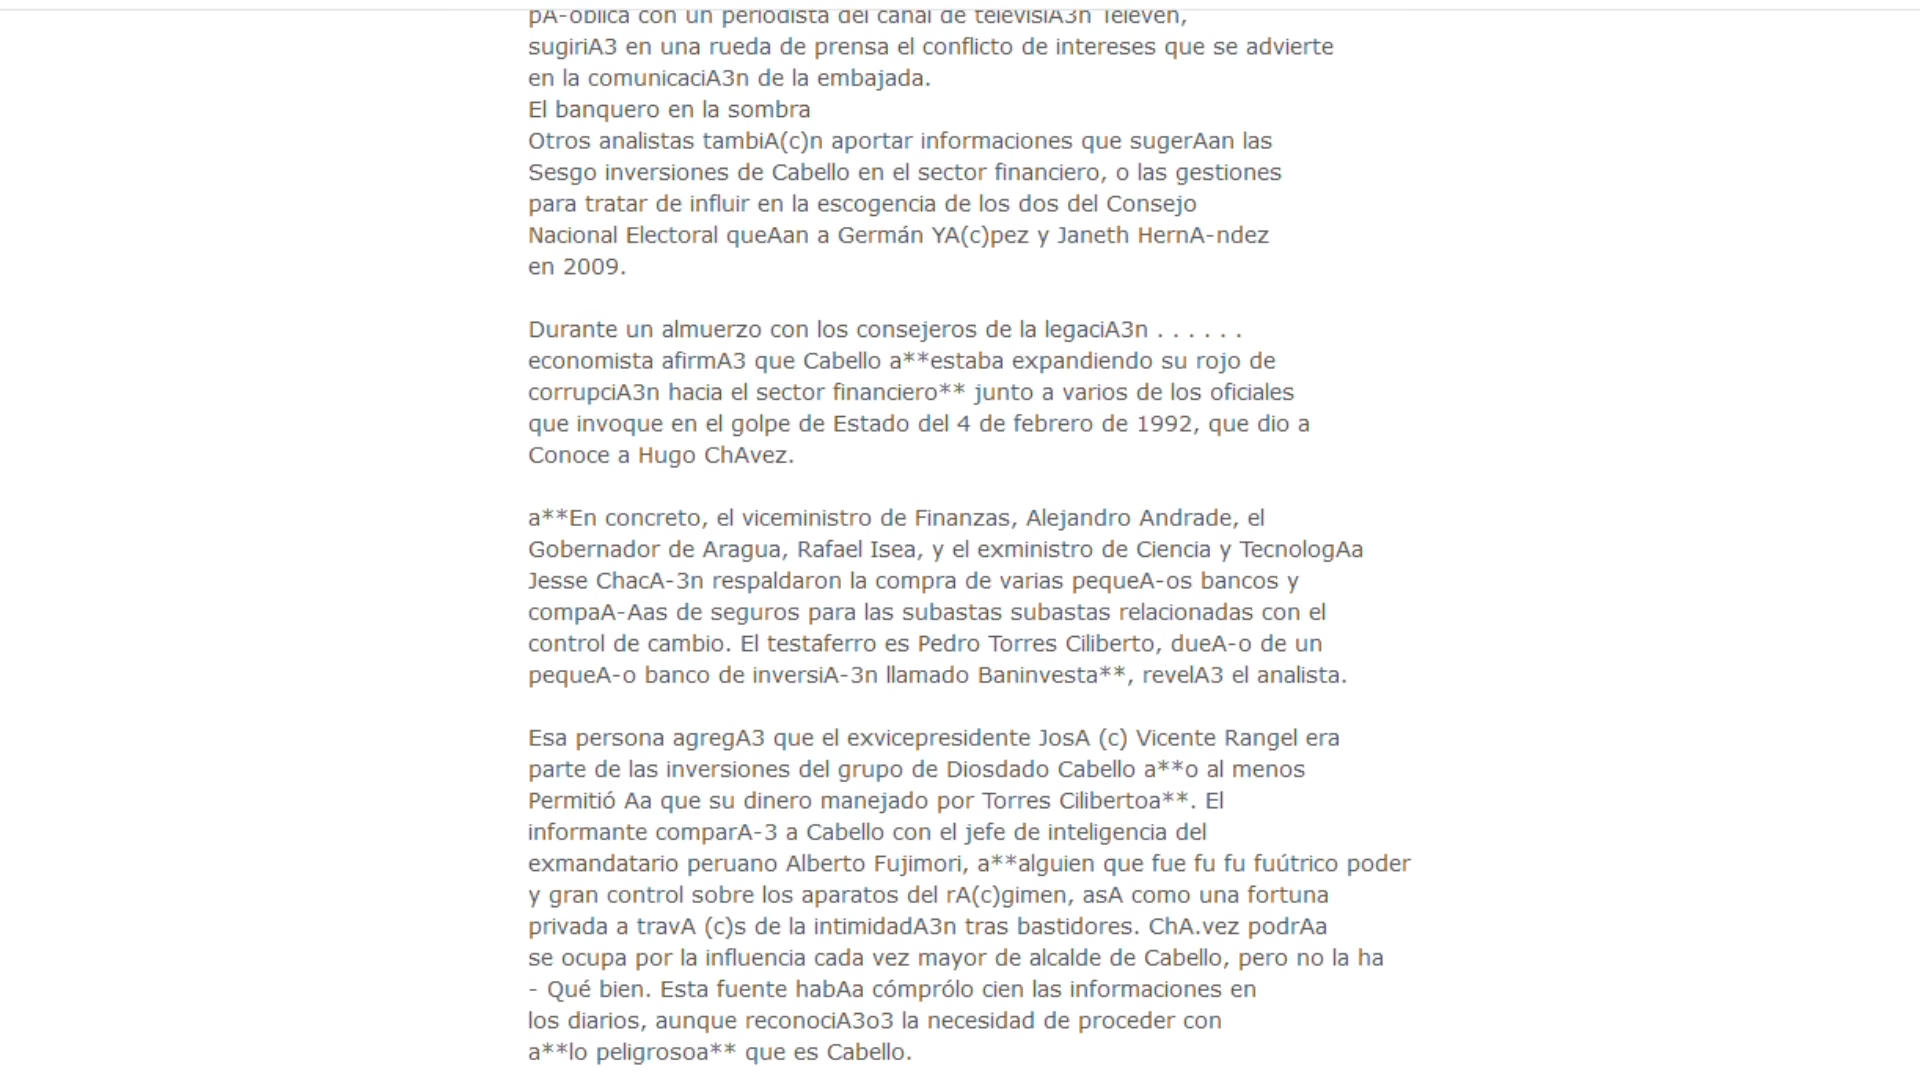 pA-oblica con un periodista del canal de televisiA3n Televen,
sugiriA3 en una rueda de prensa el conflicto de intereses que se advierte
en la comunicaciA3n de la embajada.
El banquero en la sombra
Otros analistas tambiA(c)n aportar informaciones que sugerAan las
Sesgo inversiones de Cabello en el sector financiero, o las gestiones
para tratar de influir en la escogencia de los dos del Consejo
Nacional Electoral queAan a Germán YA(c)pez y Janeth HernA-ndez
en 2009.
Durante un almuerzo con los consejeros de la legaciA3n . . . . . .
economista afirmA3 que Cabello a**estaba expandiendo su rojo de
corrupciA3n hacia el sector financiero** junto a varios de los oficiales
que invoque en el golpe de Estado del 4 de febrero de 1992, que dio a
Conoce a Hugo ChAvez.
a**En concreto, el viceministro de Finanzas, Alejandro Andrade, el
Gobernador de Aragua, Rafael Isea, y el exministro de Ciencia y TecnologAa
Jesse ChacA-3n respaldaron la compra de varias pequeA-os bancos y
compaA-Aas de seguros para las subastas subastas relacionadas con el
control de cambio. El testaferro es Pedro Torres Ciliberto, dueA-o de un
pequeA-o banco de inversiA-3n llamado Baninvesta**, revelA3 el analista.
Esa persona agregA3 que el exvicepresidente JosA (c) Vicente Rangel era
parte de las inversiones del grupo de Diosdado Cabello a**o al menos
Permitió Aa que su dinero manejado por Torres Cilibertoa**. El
informante comparA-3 a Cabello con el jefe de inteligencia del
exmandatario peruano Alberto Fujimori, a**alguien que fue fu fu fuútrico poder
y gran control sobre los aparatos del rA(c)gimen, asA como una fortuna
privada a travA (c)s de la intimidadA3n tras bastidores. ChA.vez podrAa
se ocupa por la influencia cada vez mayor de alcalde de Cabello, pero no la ha
- Qué bien. Esta fuente habAa cómprólo cien las informaciones en
los diarios, aunque reconociA3o3 la necesidad de proceder con
a**lo peligrosoa** que es Cabello.